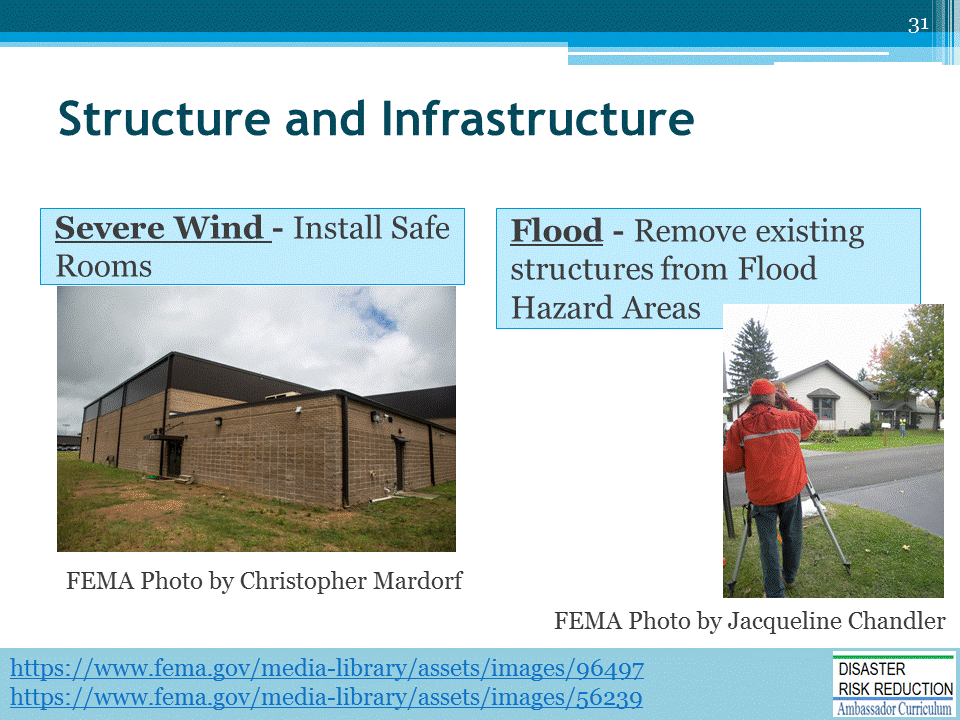 31
Structure and Infrastructure
Severe Wind - Install Safe
Rooms
Flood - Remove existing
structures from Flood
Hazard Areas
FEMA Photo by Christopher Mardorf
FEMA Photo by Jacqueline Chandler
https://www.fema.gov/media-library/assets/images/96497
https://www.fema.gov/media-library/assets/images/56239
DISASTER
RISK REDUCTION
Ambassador Curriculum